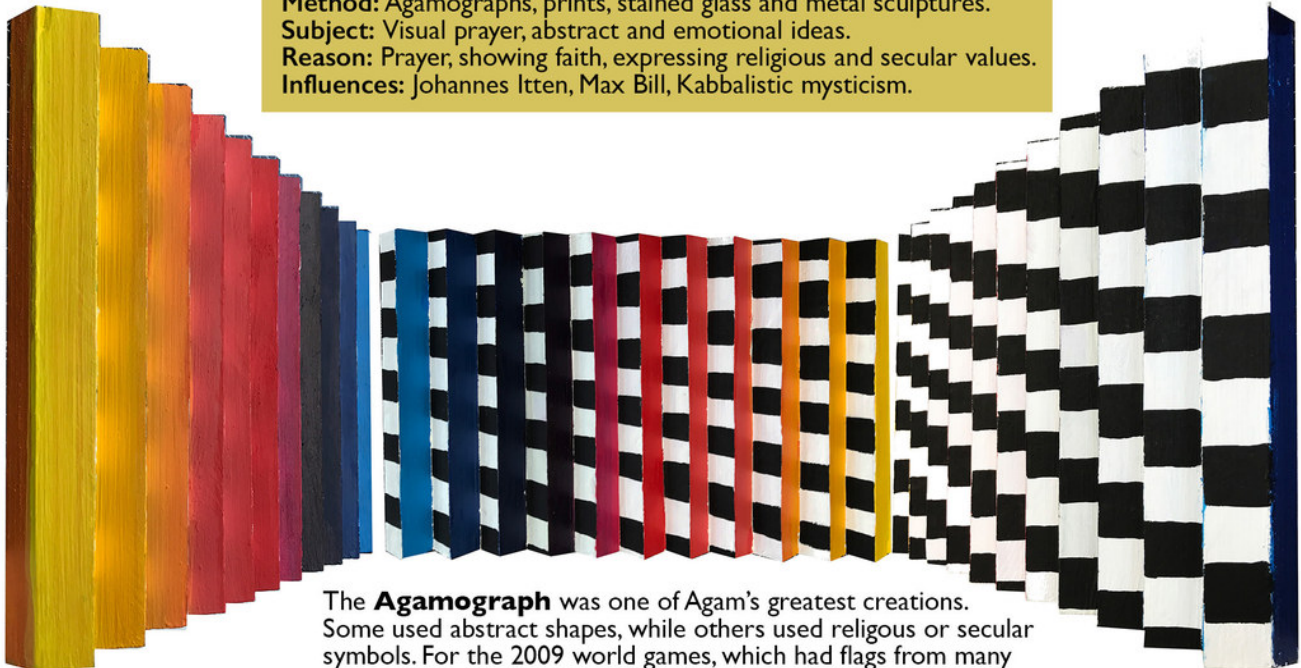 Method: Agamographs, prints, stained glass and metal sculptures.
Subject: Visual prayer, abstract and emotional ideas.
Reason: Prayer, showing faith, expressing religious and secular values.
Influences: Johannes Itten, Max Bill, Kabbalistic mysticism.
The Agamograph was one of Agam's greatest creations.
Some used abstract shapes, while others used religous or secular
symbols. For the 2009 world games, which had flags from many